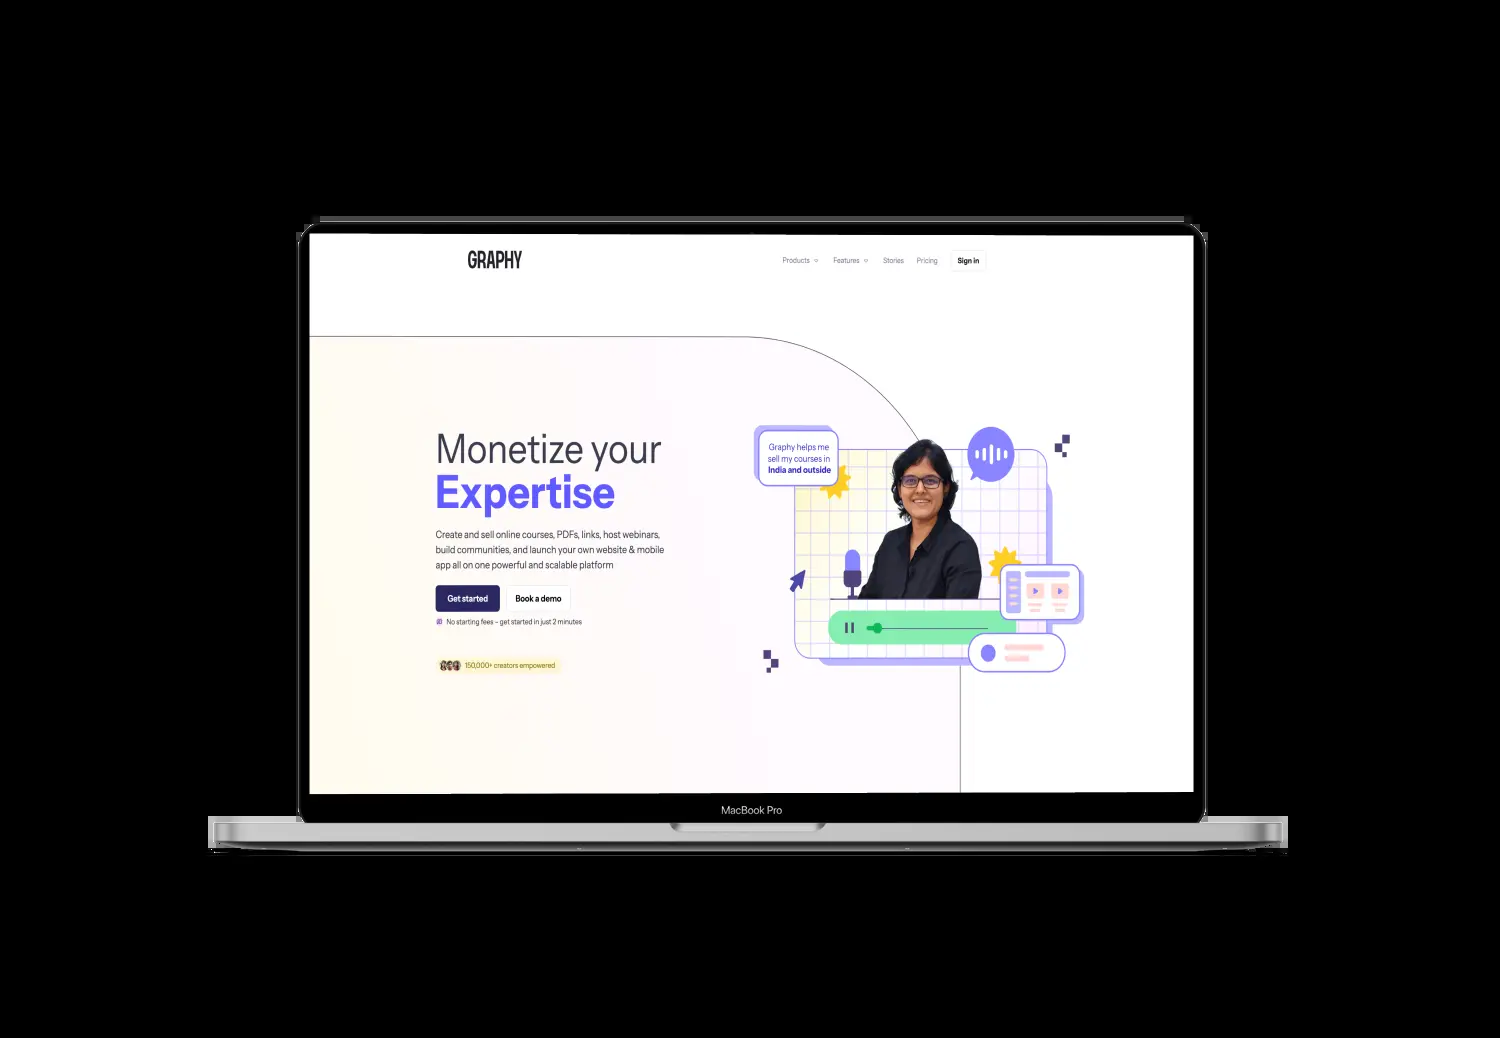 GRAPHY
Products
Features
Stories
Pricing
Sign in
Monetize your
Expertise
Create and sell online courses, PDFs, links, host webinars,
build communities, and launch your own website & mobile
app all on one powerful and scalable platform
Get started
Book a demo
No starting fees – get started in just 2 minutes
150,000+ creators empowered
Graphy helps me
sell my courses in
India and outside
MacBook Pro